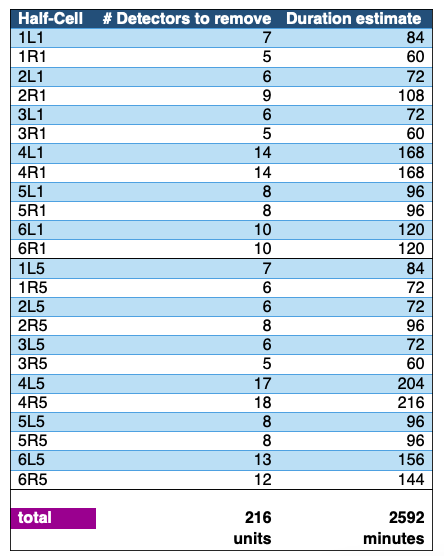 Half-Cell # Detectors to remove Duration estimate
1L1 7 84
1R1 5 60
2L1 6 72
2R1 9 108
3L1 6 72
3R1 5 60
4L1 14 168
4R1 14 168
5L1 8 96
5R1 8 96
6L1 10 120
6R1 10 120
1L5 7 84
1R5 6 72
2L5 6 72
2R5 8 96
3L5 6 72
3R5 5 60
4L5 17 204
4R5 18 216
5L5 8 96
5R5 8 96
6L5 13 156
6R5 12 144
total 216 2592
units minutes